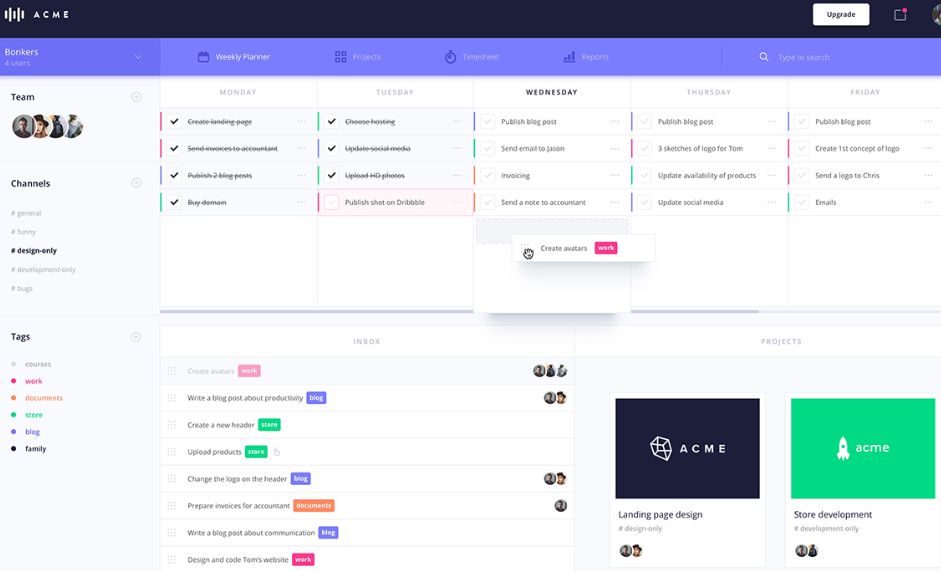 ACME
Upgrade
Bonkers
4 users
Weekly Planner
Projects
Timesheet
Reports
Type to search
Team
Channels
# general
# funny
# design-only
# development-only
# bugs
Tags
courses
work
documents
store
blog
family
MONDAY
Create landing page
Send invoices to accountant
Publish 2 blog posts
Buy domain
TUESDAY
Choose hosting
Update social media
Upload HD photos
Publish shot on Dribbble
WEDNESDAY
Publish blog post
Send email to Jason
Invoicing
Send a note to accountant
Create avatars work
THURSDAY
Publish blog post
3 sketches of logo for Tom
Update availability of products
Update social media
FRIDAY
Publish blog post
Create 1st concept of logo
Send a logo to Chris
Emails
INBOX
Create avatars work
Write a blog post about productivity blog
Create a new header store
Upload products store
Change the logo on the header blog
Prepare invoices for accountant documents
Write a blog post about communication blog
Design and code Tom's website work
PROJECTS
ACME
Landing page design
# design-only
acme
Store development
# development-only